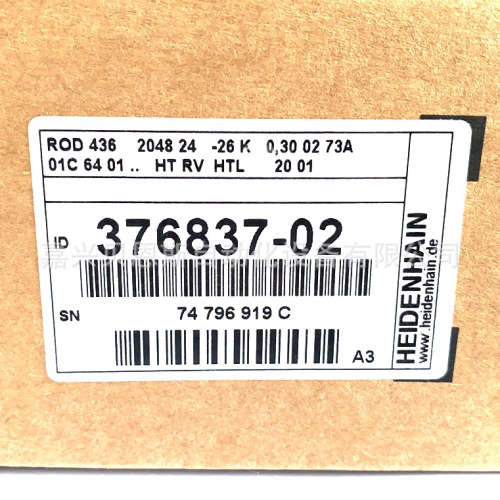 ROD 436 2048 24 -26 K 0,30 02 73A
01C 64 01 .. HT RV HTL 20 01
ID 376837-02
SN 74 796 919 C
A3
HEIDENHAIN
www.heidenhain.de